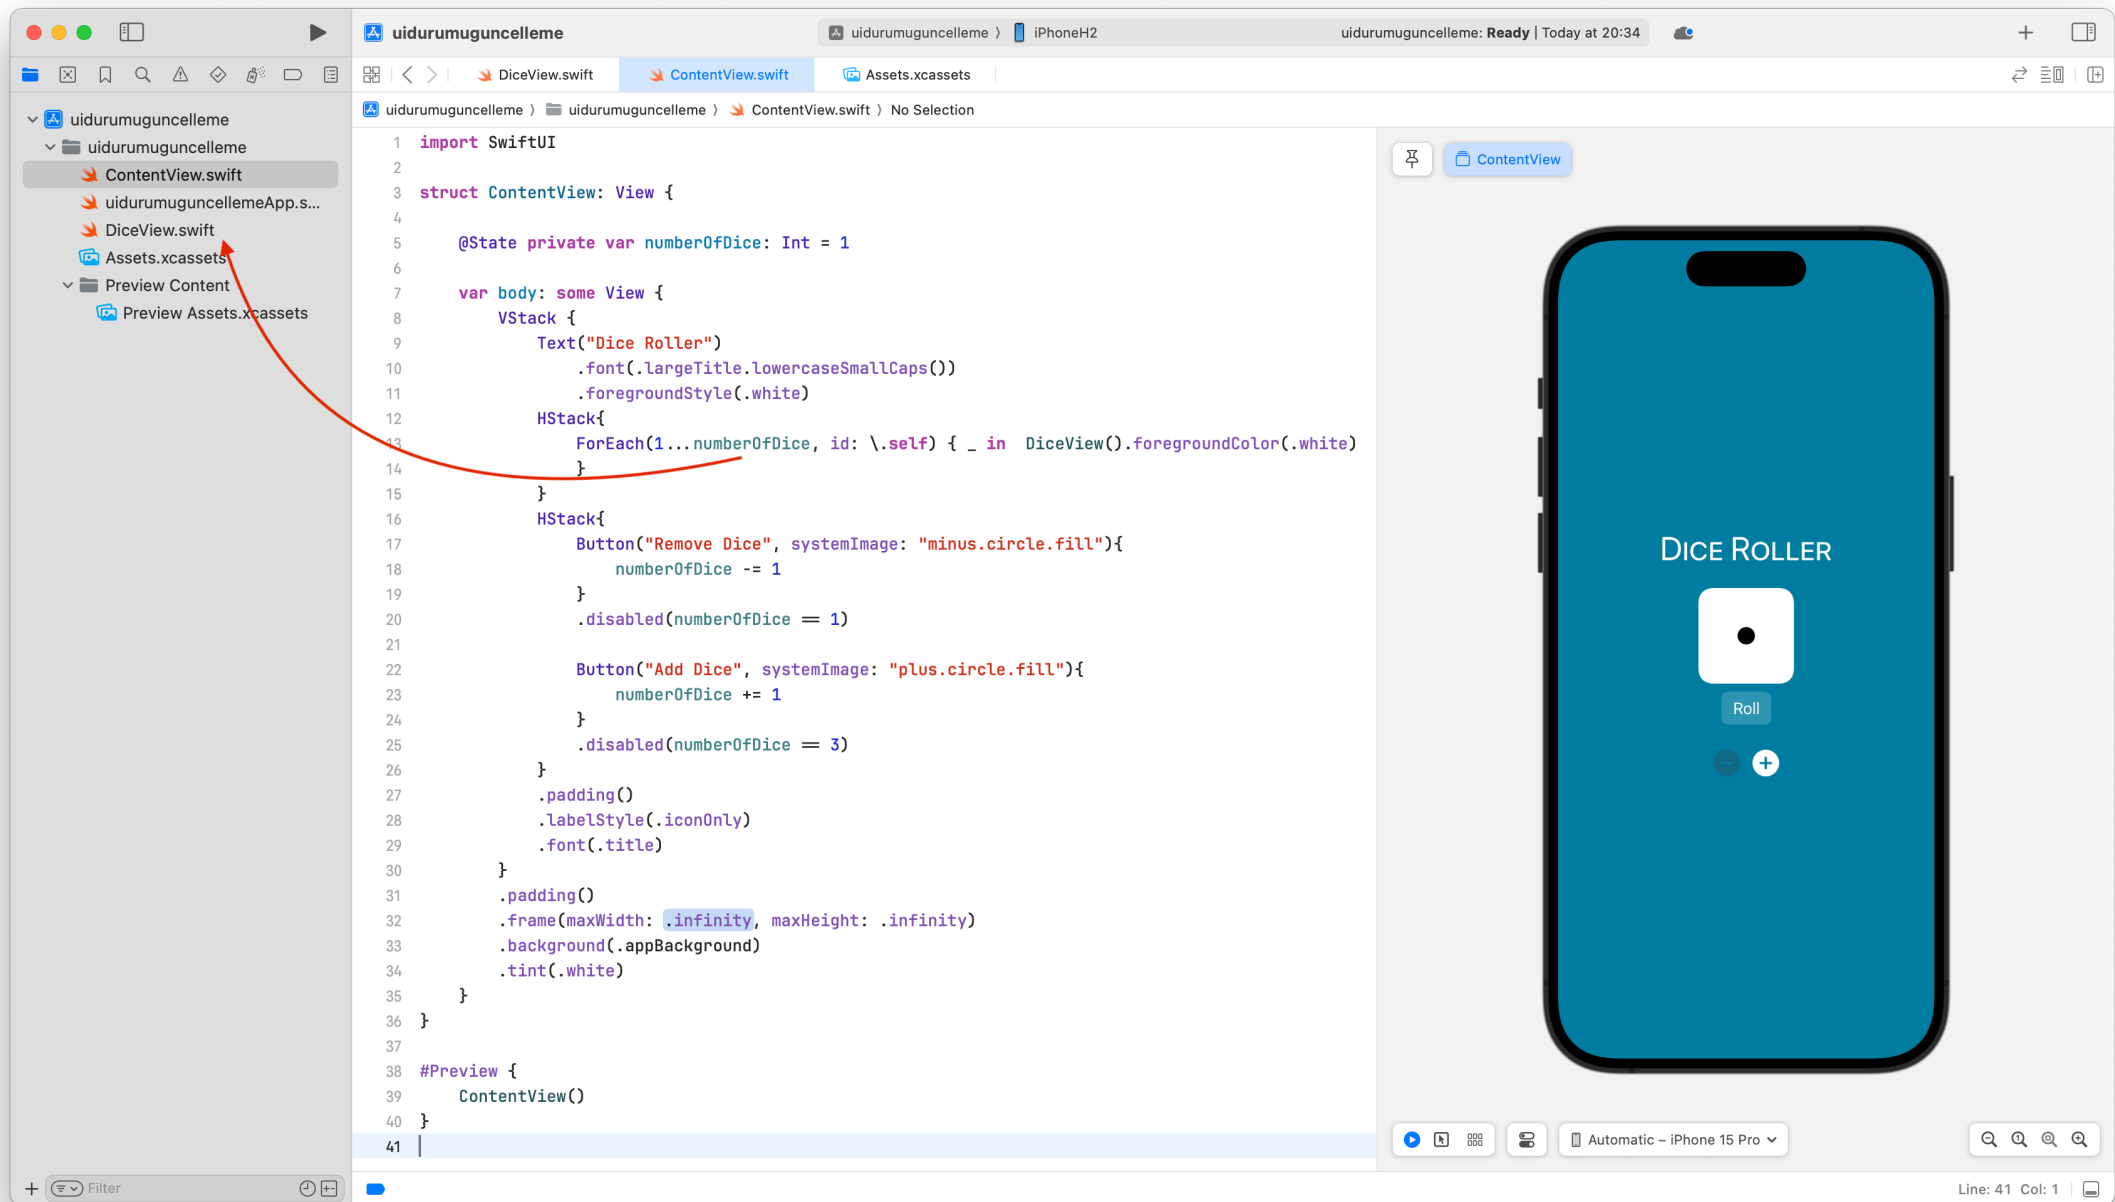 uidurumuguncelleme
uidurumuguncelleme 〉 iPhoneH2
uidurumuguncelleme: Ready | Today at 20:34
DiceView.swift
ContentView.swift
Assets.xcassets
uidurumuguncelleme 〉 uidurumuguncelleme 〉 ContentView.swift 〉 No Selection
uidurumuguncelleme
uidurumuguncelleme
ContentView.swift
uidurumuguncellemeApp.s...
DiceView.swift
Assets.xcassets
Preview Content
Preview Assets.xcassets
Filter
1 import SwiftUI
2
3 struct ContentView: View {
4
5 @State private var numberOfDice: Int = 1
6
7 var body: some View {
8 VStack {
9 Text("Dice Roller")
10 .font(.largeTitle.lowercaseSmallCaps())
11 .foregroundStyle(.white)
12 HStack{
13 ForEach(1...numberOfDice, id: \.self) { _ in  DiceView().foregroundColor(.white)
14 }
15 }
16 HStack{
17 Button("Remove Dice", systemImage: "minus.circle.fill"){
18 numberOfDice -= 1
19 }
20 .disabled(numberOfDice == 1)
21
22 Button("Add Dice", systemImage: "plus.circle.fill"){
23 numberOfDice += 1
24 }
25 .disabled(numberOfDice == 3)
26 }
27 .padding()
28 .labelStyle(.iconOnly)
29 .font(.title)
30 }
31 .padding()
32 .frame(maxWidth: .infinity, maxHeight: .infinity)
33 .background(.appBackground)
34 .tint(.white)
35 }
36 }
37
38 #Preview {
39 ContentView()
40 }
41
ContentView
Dice Roller
Roll
Automatic – iPhone 15 Pro
Line: 41 Col: 1